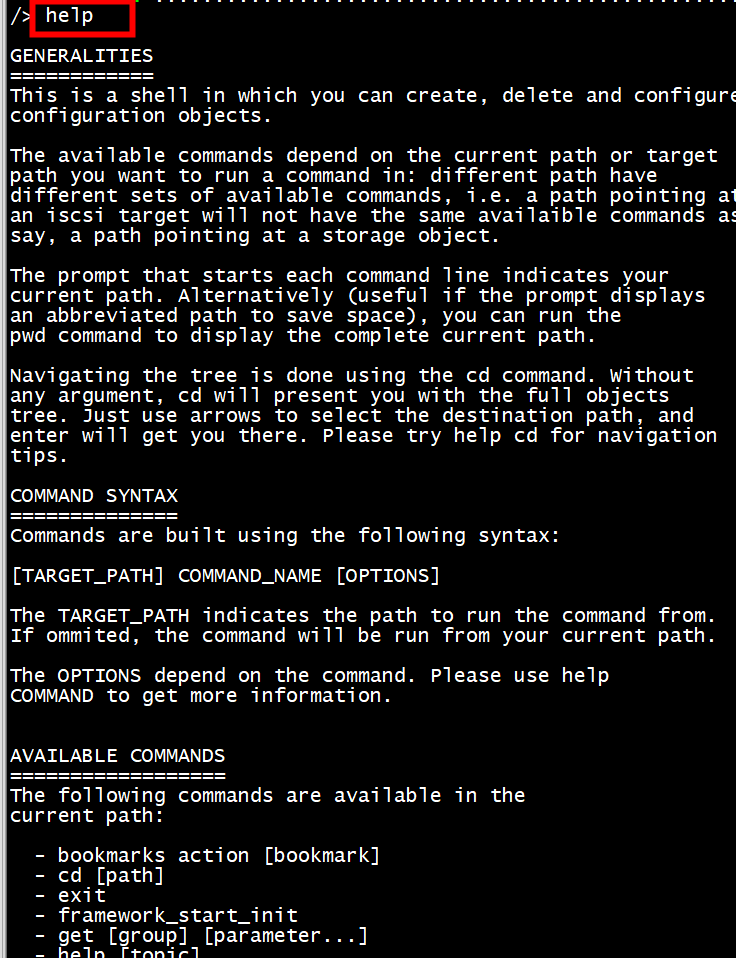 /> help
GENERALITIES
============
This is a shell in which you can create, delete and configure
configuration objects.
The available commands depend on the current path or target
path you want to run a command in: different path have
different sets of available commands, i.e. a path pointing at
an iscsi target will not have the same availaible commands as
say, a path pointing at a storage object.
The prompt that starts each command line indicates your
current path. Alternatively (useful if the prompt displays
an abbreviated path to save space), you can run the
pwd command to display the complete current path.
Navigating the tree is done using the cd command. Without
any argument, cd will present you with the full objects
tree. Just use arrows to select the destination path, and
enter will get you there. Please try help cd for navigation
tips.
COMMAND SYNTAX
==============
Commands are built using the following syntax:
[TARGET_PATH] COMMAND_NAME [OPTIONS]
The TARGET_PATH indicates the path to run the command from.
If ommited, the command will be run from your current path.
The OPTIONS depend on the command. Please use help
COMMAND to get more information.
AVAILABLE COMMANDS
==================
The following commands are available in the
current path:
- bookmarks action [bookmark]
- cd [path]
- exit
- framework_start_init
- get [group] [parameter...]
- help [topic]